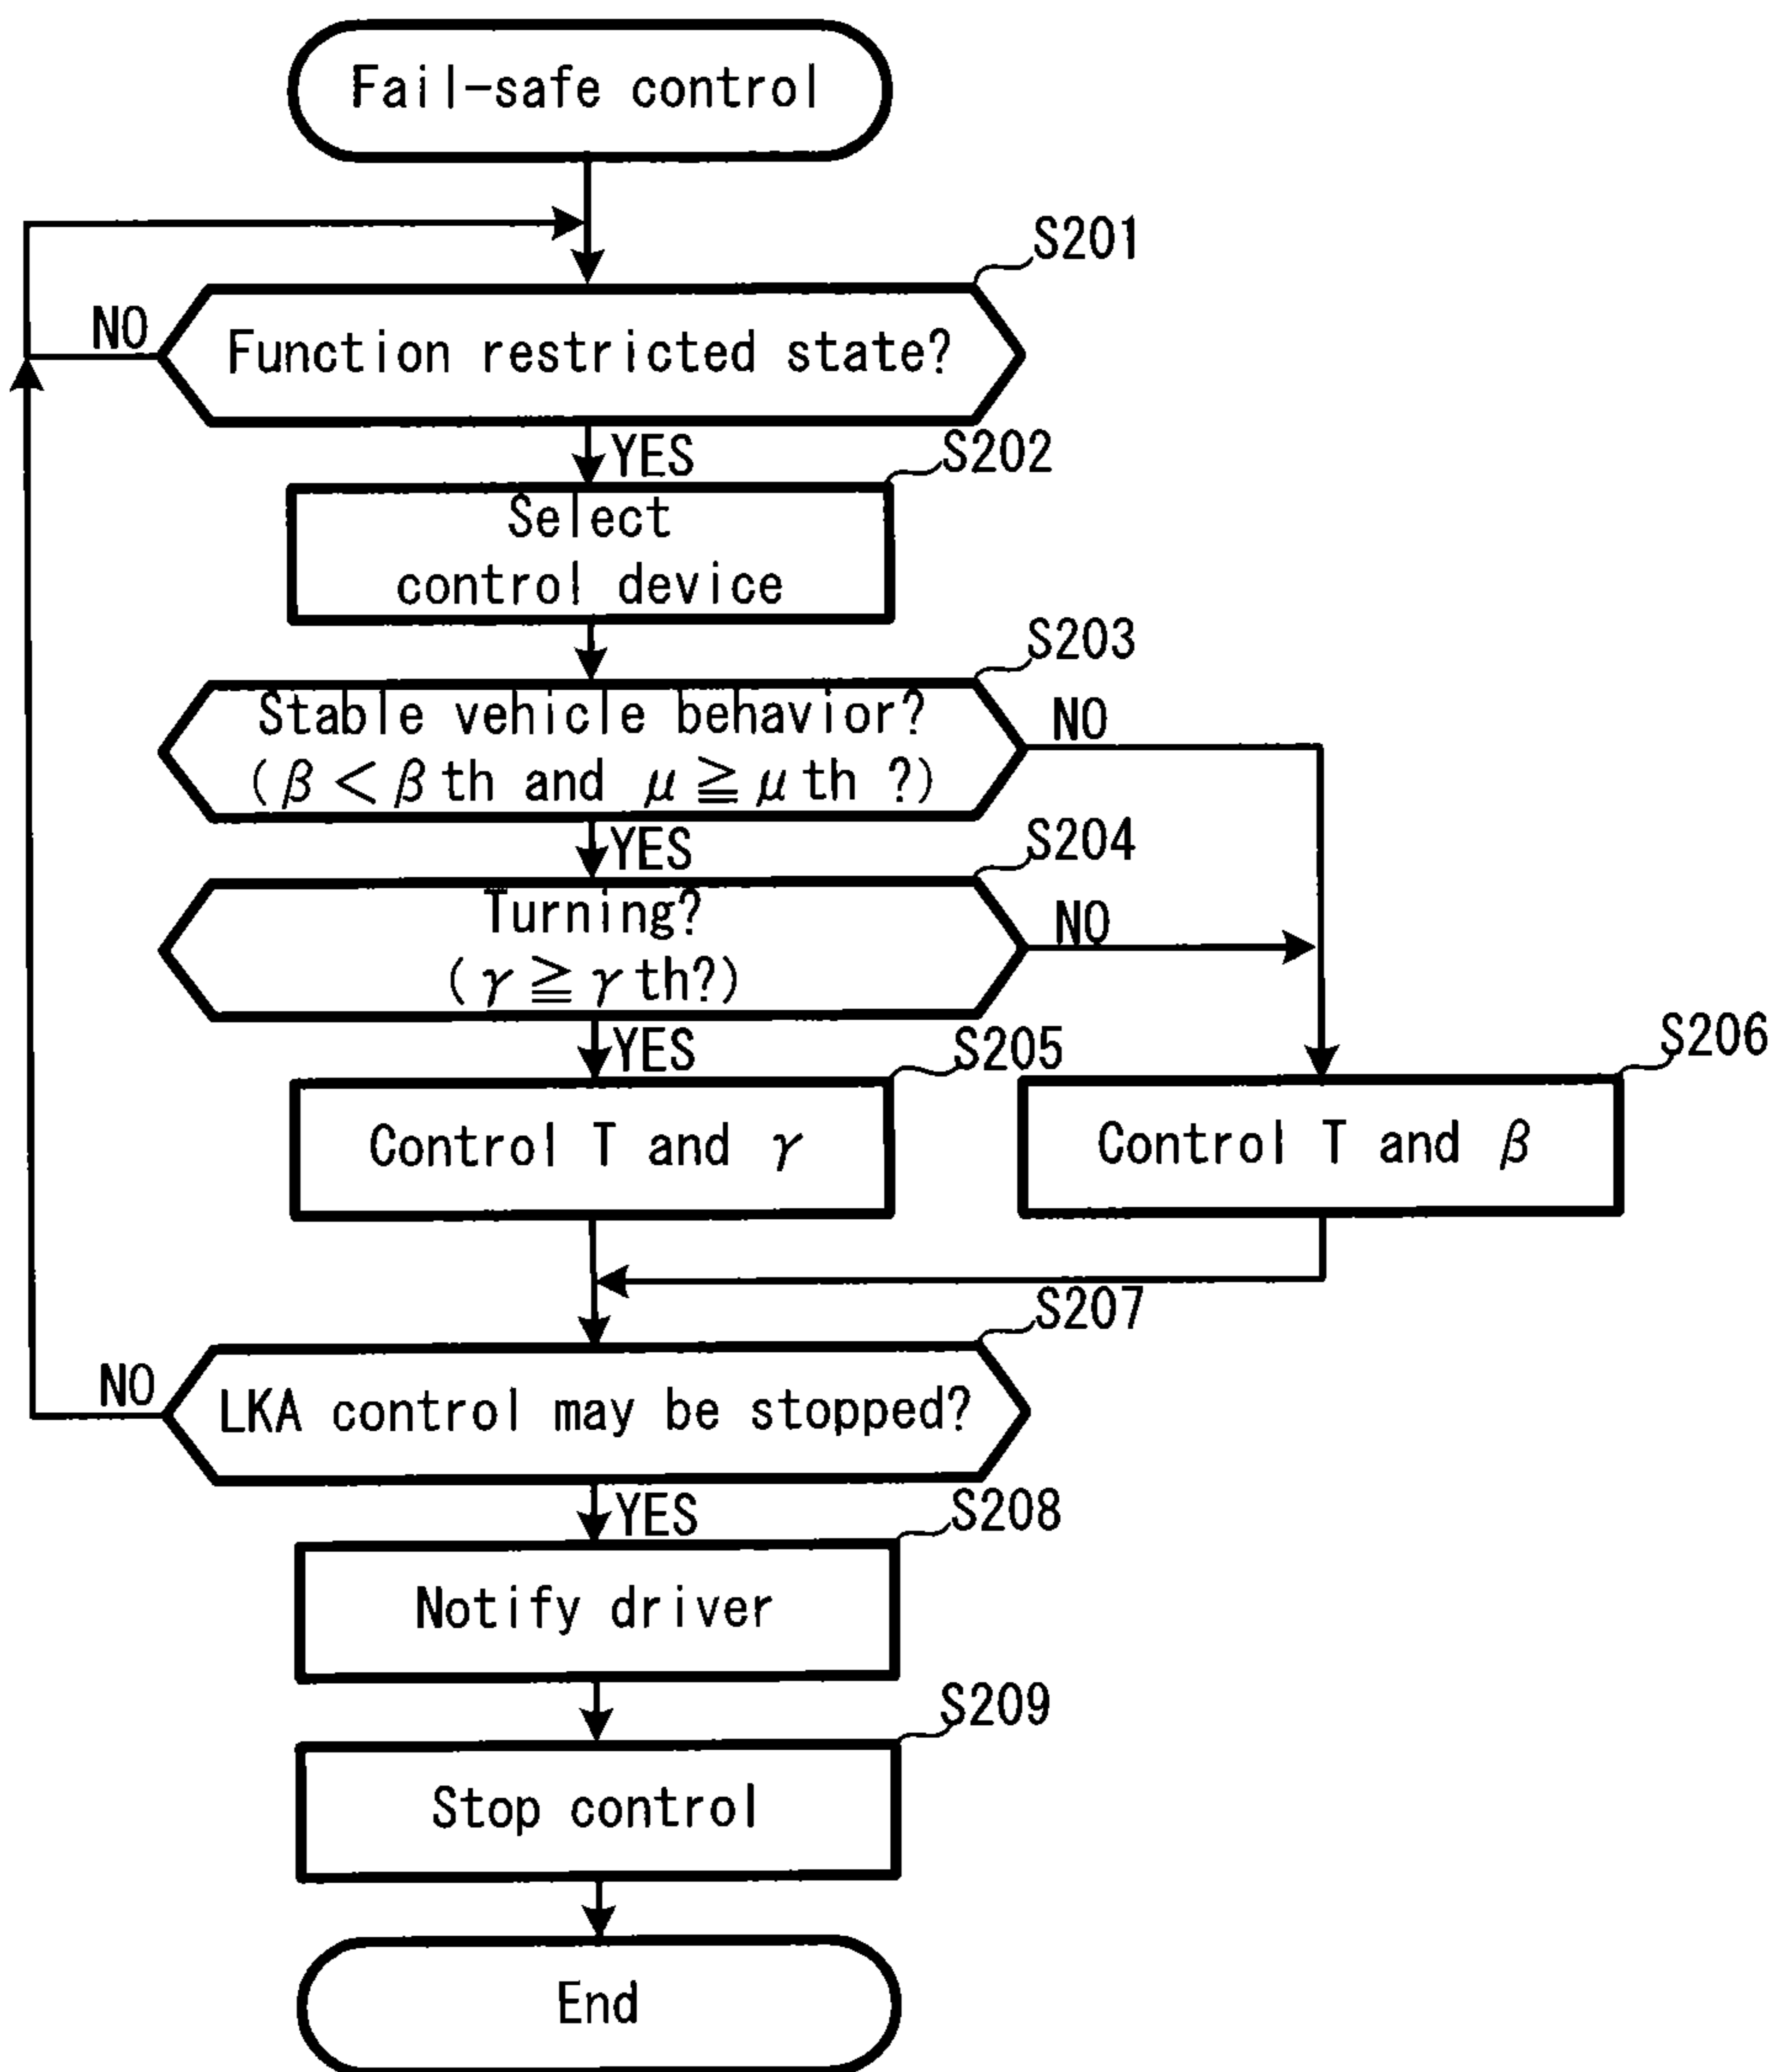 Fail-safe control
S201
NO
Function restricted state?
YES
S202
Select
control device
S203
Stable vehicle behavior?
(β<βth and μ≧μth ?)
NO
YES
S204
Turning?
(γ≧γth?)
NO
YES
S205
S206
Control T and γ
Control T and β
S207
NO
LKA control may be stopped?
YES
S208
Notify driver
S209
Stop control
End